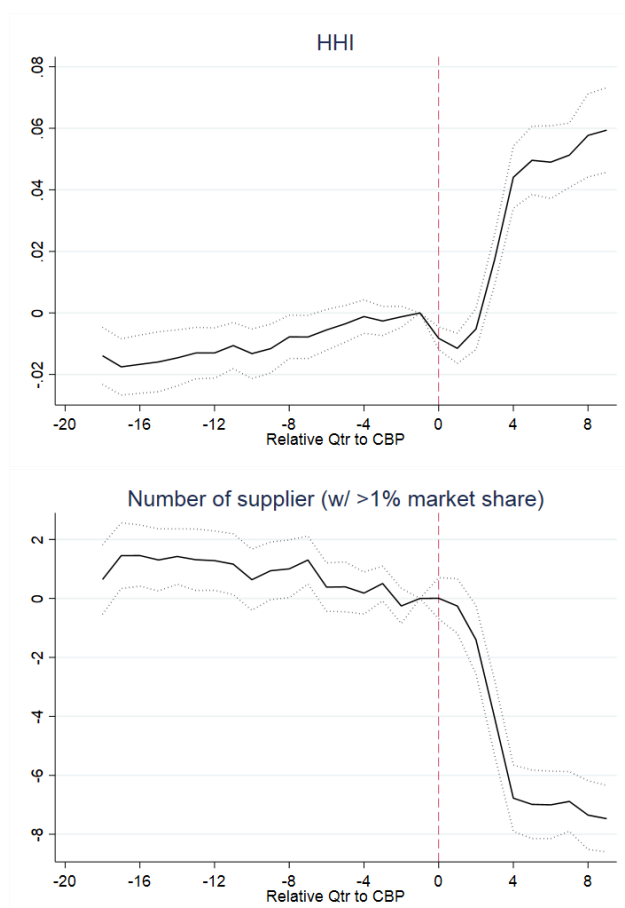 HHI
.08
.06
.04
.02
0
-.02
-20 -16 -12 -8 -4 0 4 8
Relative Qtr to CBP
Number of supplier (w/ >1% market share)
2
0
-2
-4
-6
-8
-20 -16 -12 -8 -4 0 4 8
Relative Qtr to CBP